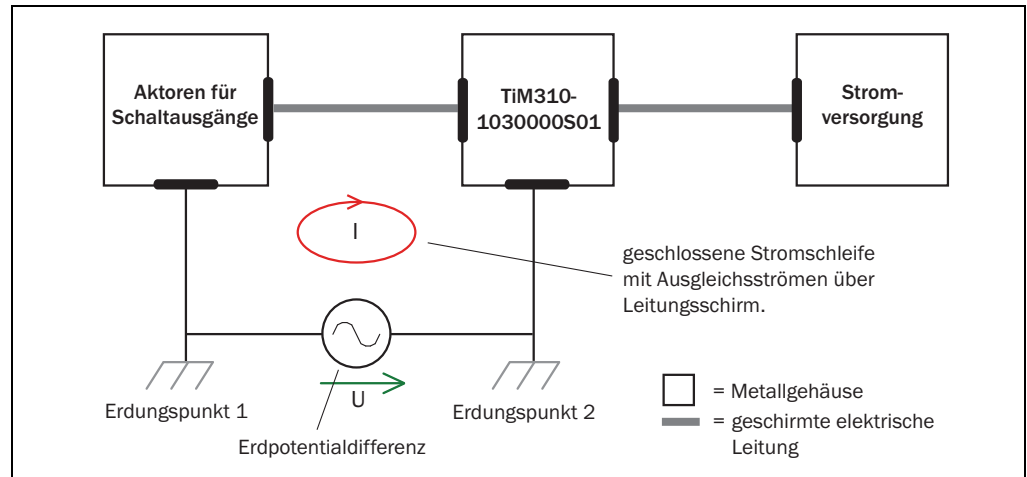 Aktoren für
Schaltausgänge
TiM310-
1030000S01
Strom-
versorgung
I
geschlossene Stromschleife
mit Ausgleichsströmen über
Leitungsschirm.
U
Erdungspunkt 1
Erdungspunkt 2
Erdpotentialdifferenz
= Metallgehäuse
= geschirmte elektrische
Leitung